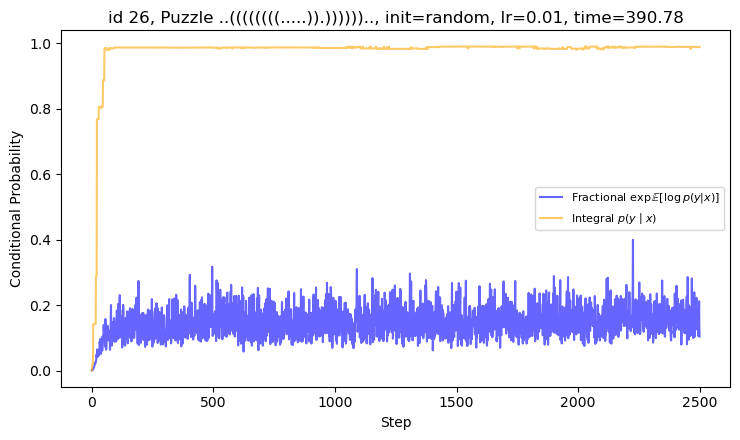 id 26, Puzzle ..((((((((.....)).)))))).., init=random, lr=0.01, time=390.78
Conditional Probability
1.0
0.8
0.6
0.4
0.2
0.0
Fractional exp𝔼[log p(y|x)]
Integral p(y | x)
0 500 1000 1500 2000 2500
Step